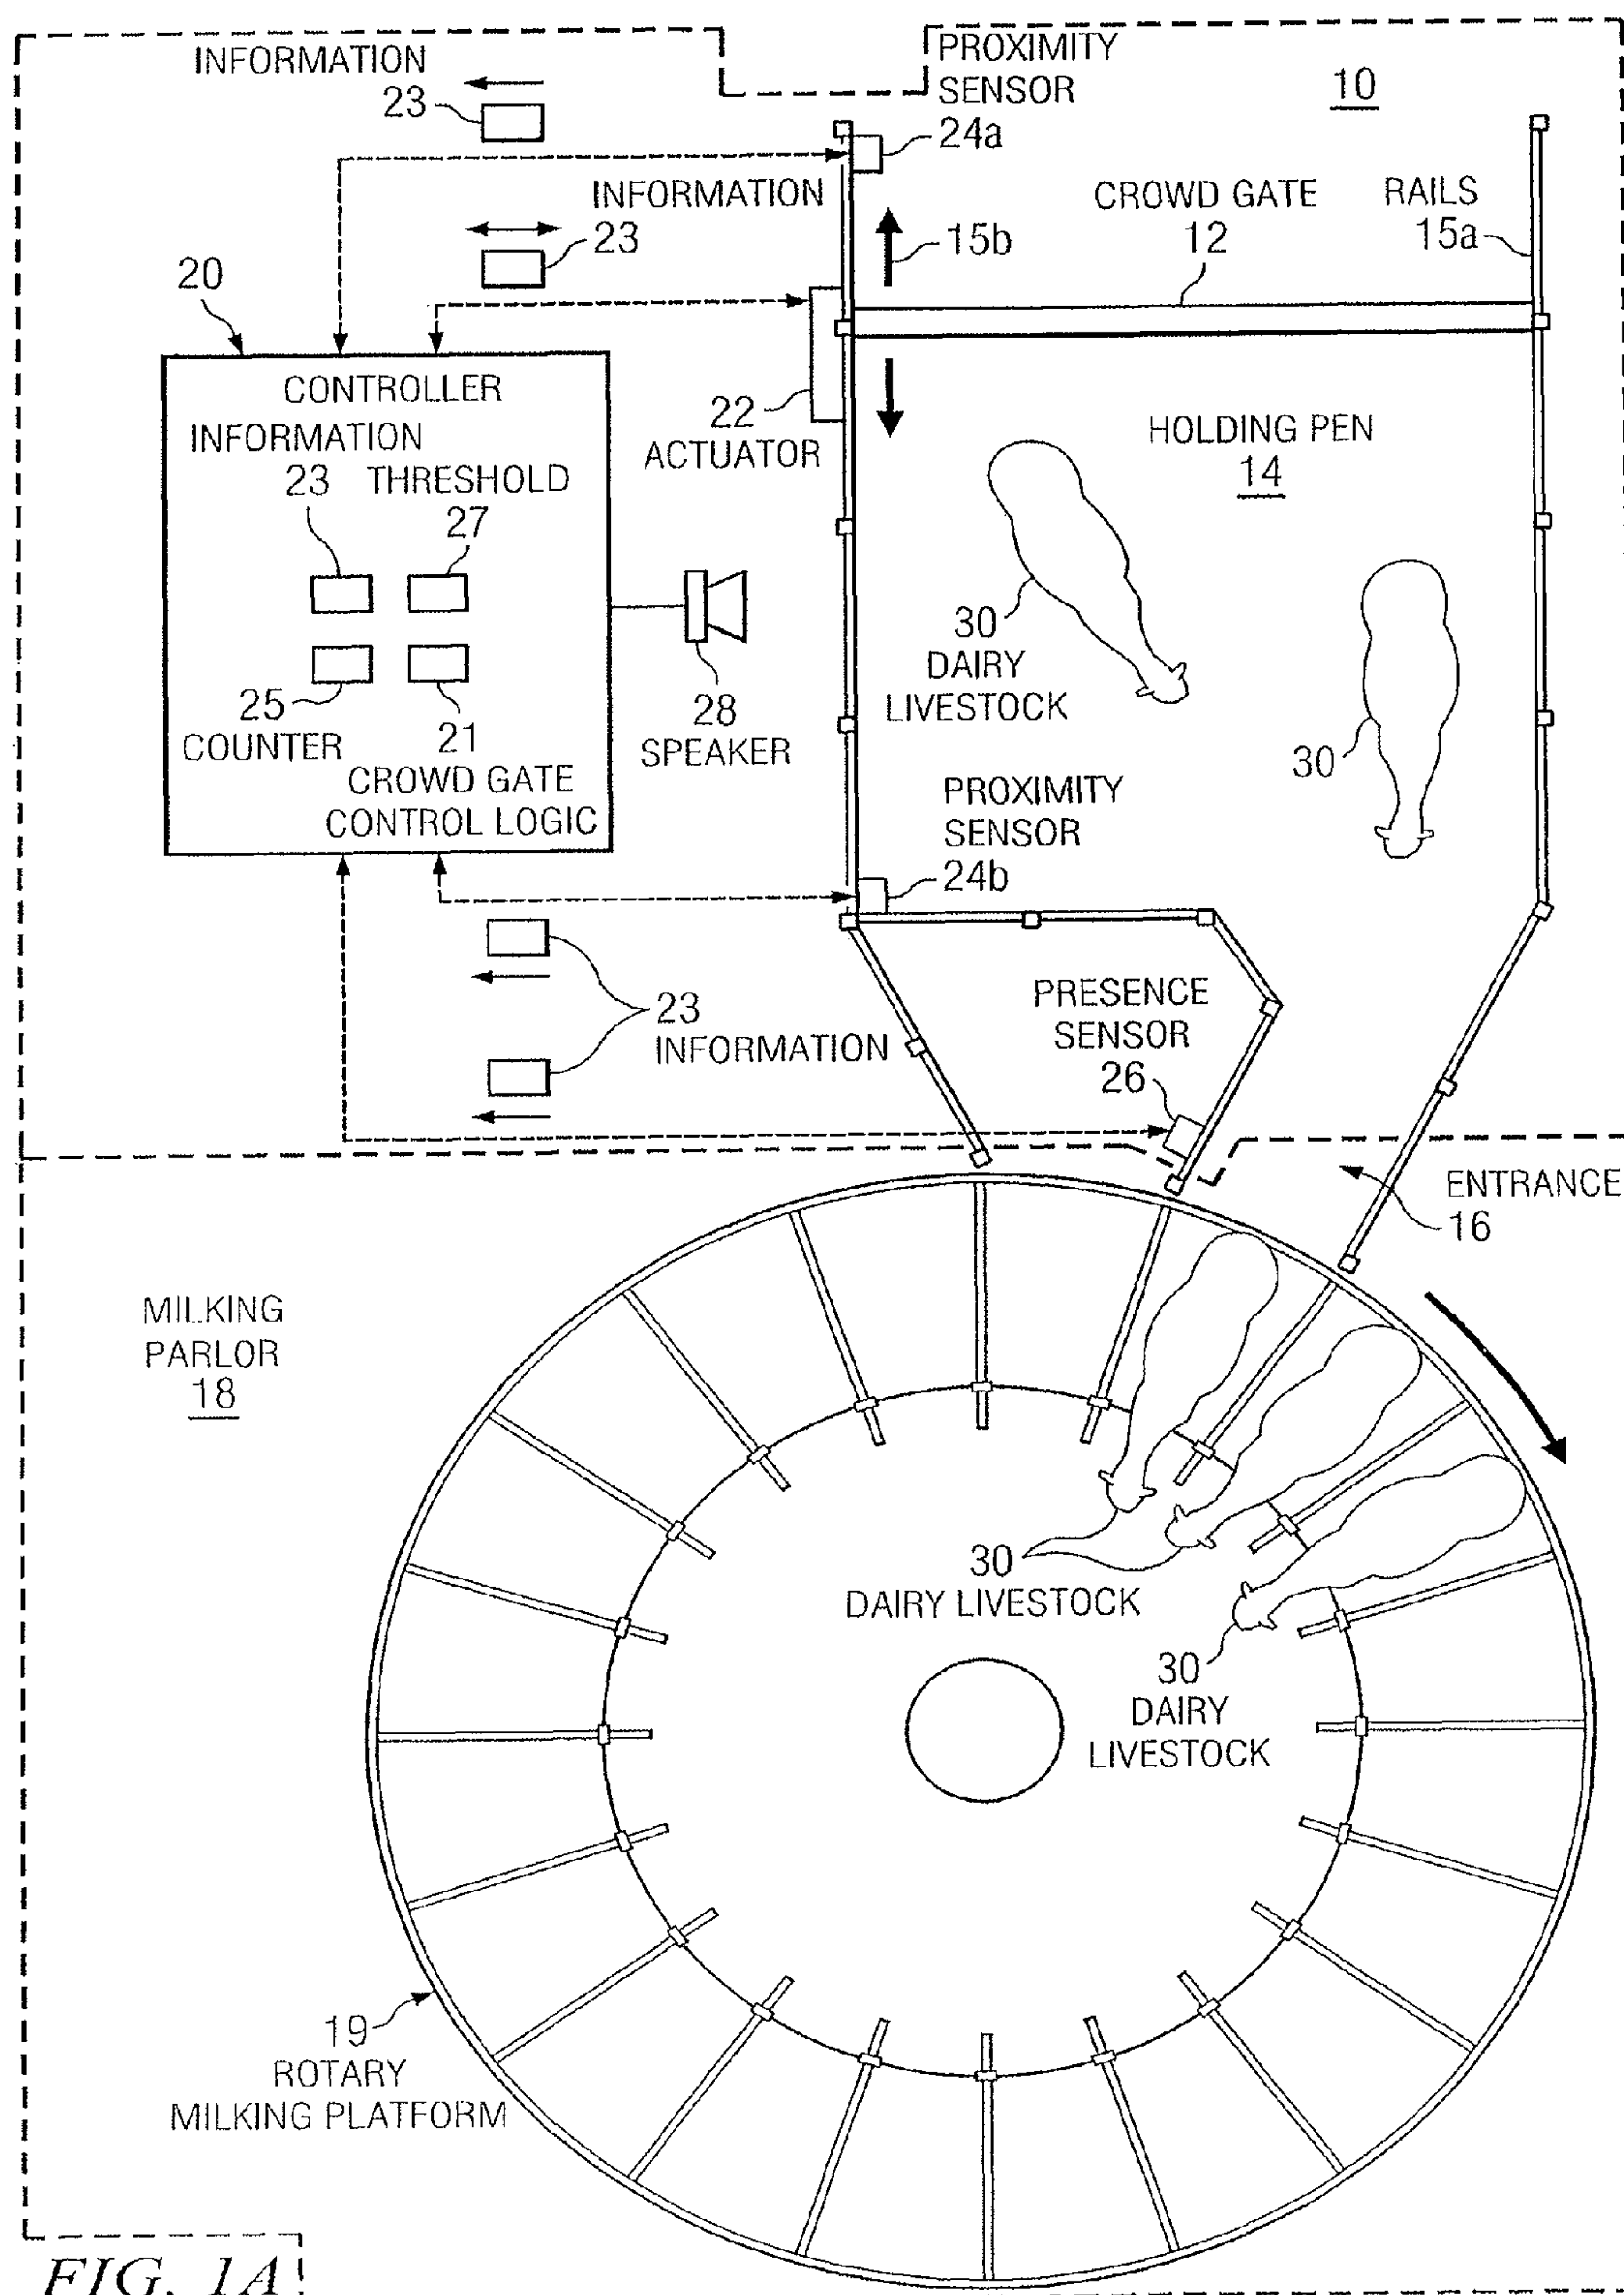 INFORMATION
23
PROXIMITY
SENSOR
24a
10
INFORMATION
23
15b
CROWD GATE
12
RAILS
15a
20
CONTROLLER
INFORMATION
23
THRESHOLD
27
25
COUNTER
21
CROWD GATE
CONTROL LOGIC
22
ACTUATOR
28
SPEAKER
HOLDING PEN
14
30
DAIRY
LIVESTOCK
30
PROXIMITY
SENSOR
24b
23
INFORMATION
PRESENCE
SENSOR
26
ENTRANCE
16
MILKING
PARLOR
18
30
DAIRY LIVESTOCK
30
DAIRY
LIVESTOCK
19
ROTARY
MILKING PLATFORM
FIG. 1A